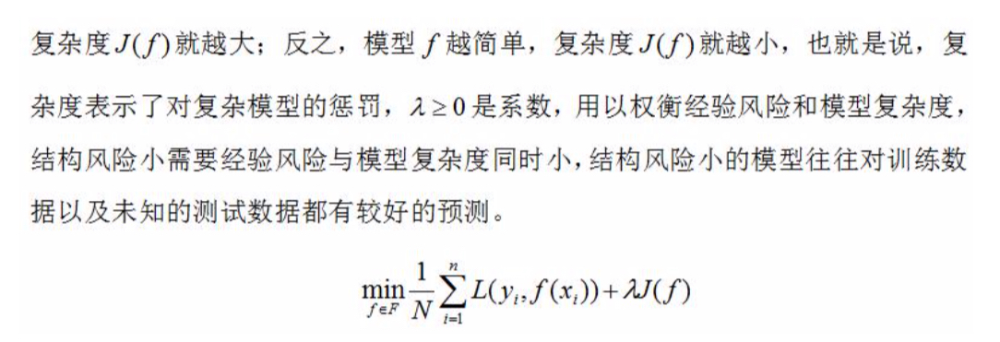 复杂度J(f)就越大；反之，模型 f 越简单，复杂度J(f)就越小，也就是说，复
杂度表示了对复杂模型的惩罚，λ≥0是系数，用以权衡经验风险和模型复杂度，
结构风险小需要经验风险与模型复杂度同时小，结构风险小的模型往往对训练数
据以及未知的测试数据都有较好的预测。
min_{f∈F} \frac{1}{N} \sum_{i=1}^{n} L(y_i, f(x_i)) + λJ(f)